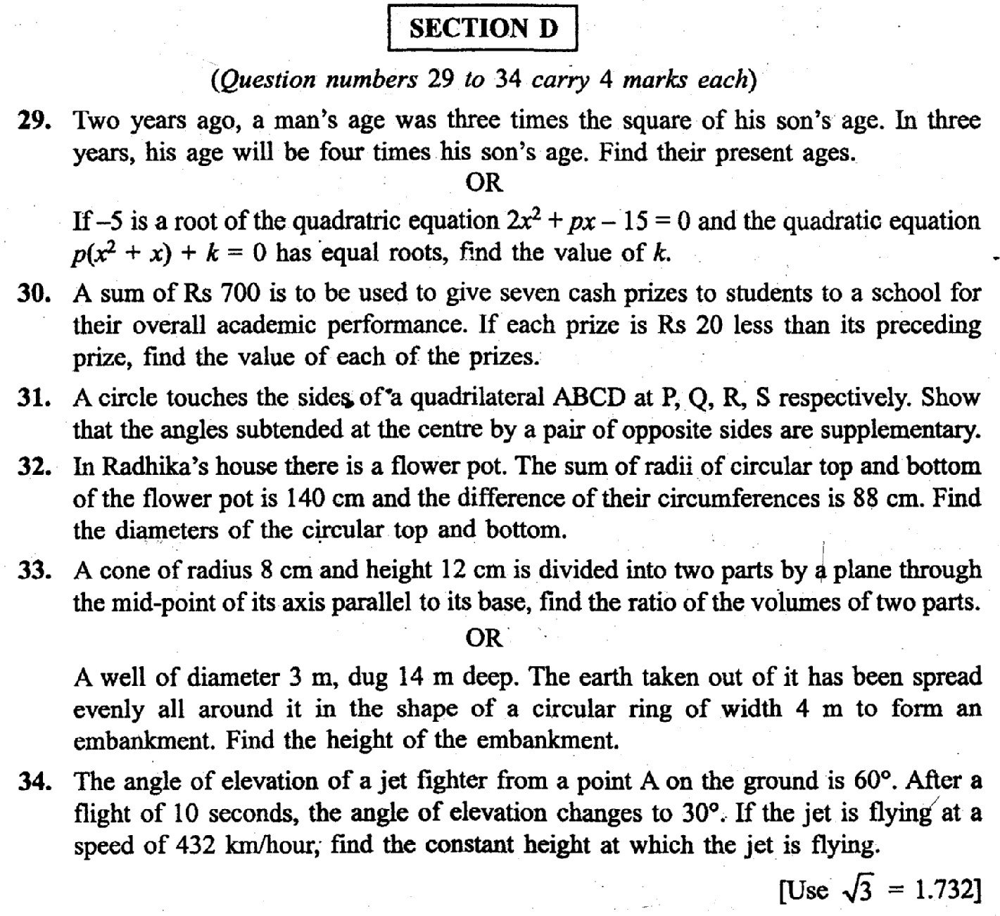 SECTION D
(Question numbers 29 to 34 carry 4 marks each)
29. Two years ago, a man's age was three times the square of his son's age. In three
years, his age will be four times his son's age. Find their present ages.
OR
If –5 is a root of the quadratric equation 2x² + px – 15 = 0 and the quadratic equation
p(x² + x) + k = 0 has equal roots, find the value of k.
30. A sum of Rs 700 is to be used to give seven cash prizes to students to a school for
their overall academic performance. If each prize is Rs 20 less than its preceding
prize, find the value of each of the prizes.
31. A circle touches the sides of a quadrilateral ABCD at P, Q, R, S respectively. Show
that the angles subtended at the centre by a pair of opposite sides are supplementary.
32. In Radhika's house there is a flower pot. The sum of radii of circular top and bottom
of the flower pot is 140 cm and the difference of their circumferences is 88 cm. Find
the diameters of the circular top and bottom.
33. A cone of radius 8 cm and height 12 cm is divided into two parts by a plane through
the mid-point of its axis parallel to its base, find the ratio of the volumes of two parts.
OR
A well of diameter 3 m, dug 14 m deep. The earth taken out of it has been spread
evenly all around it in the shape of a circular ring of width 4 m to form an
embankment. Find the height of the embankment.
34. The angle of elevation of a jet fighter from a point A on the ground is 60°. After a
flight of 10 seconds, the angle of elevation changes to 30°. If the jet is flying at a
speed of 432 km/hour, find the constant height at which the jet is flying.
[Use √3 = 1.732]